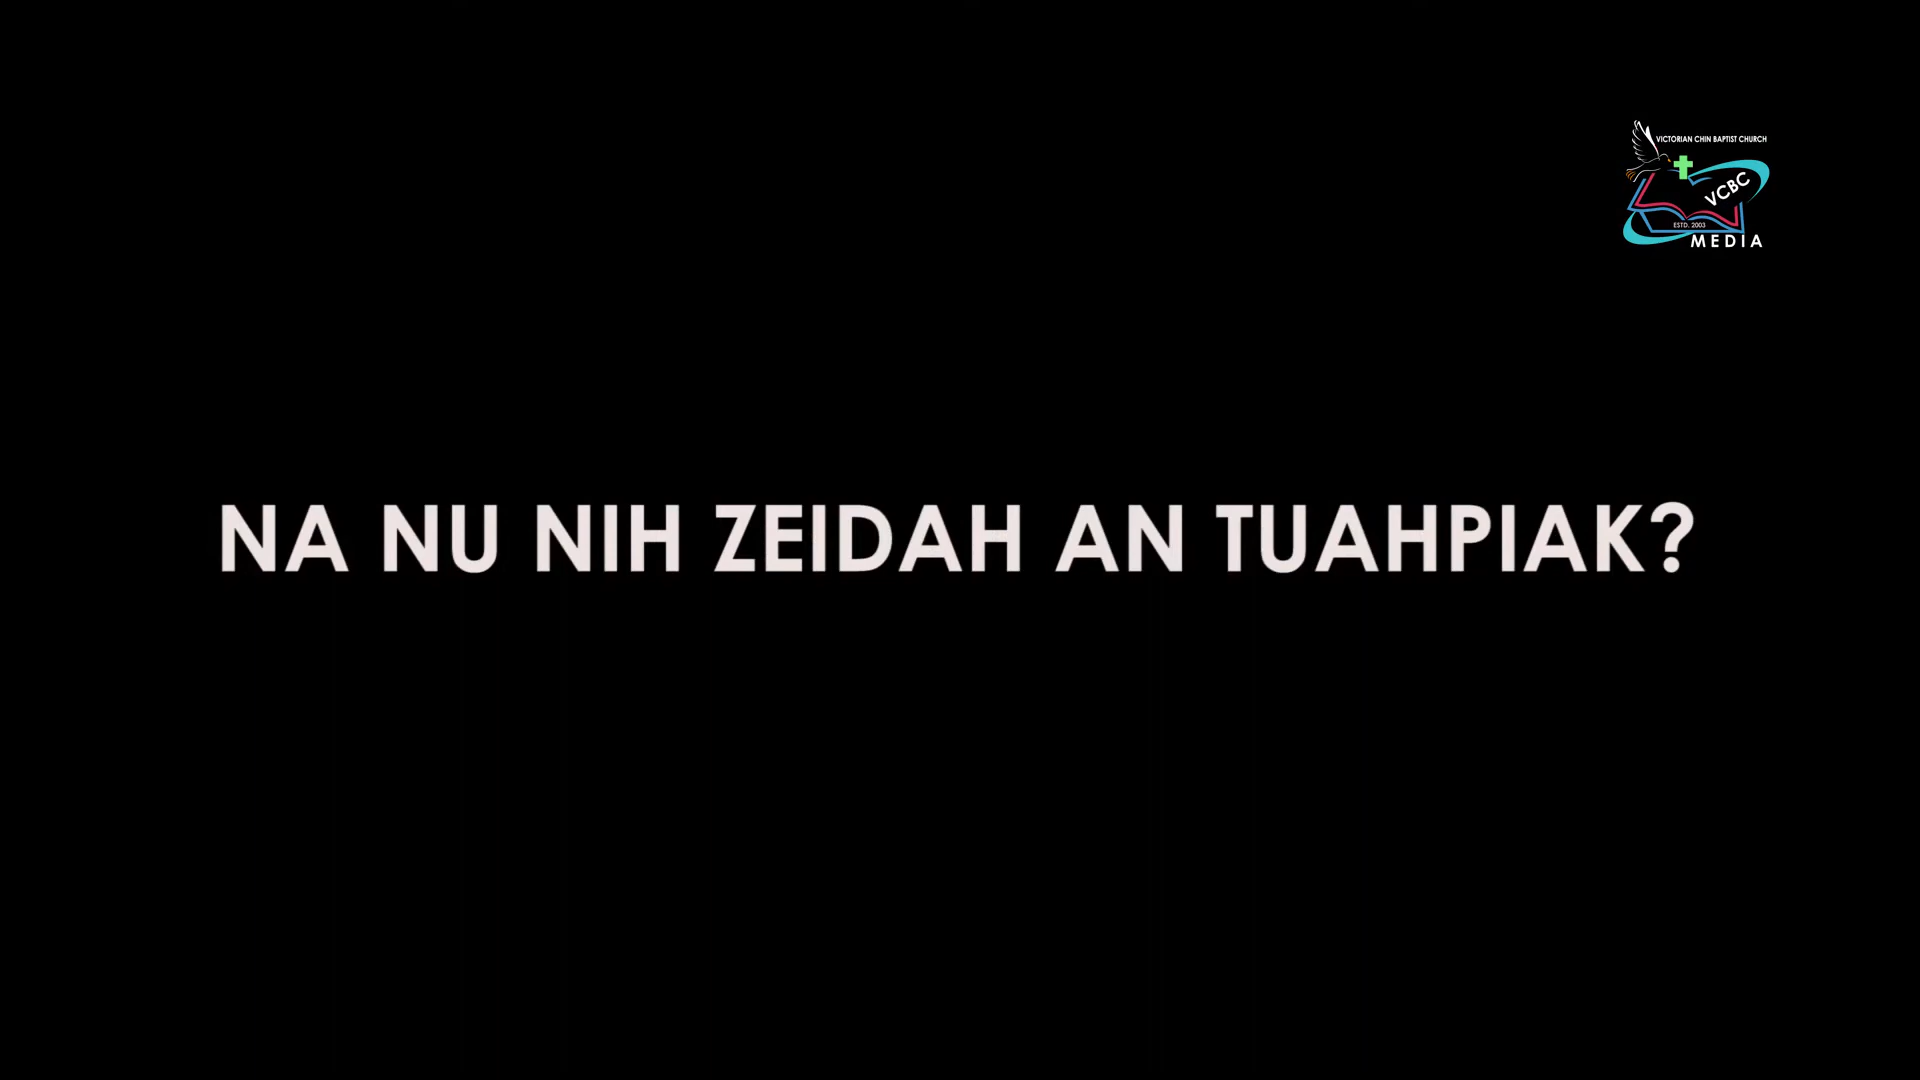 VICTORIAN CHIN BAPTIST CHURCH
VCBC
ESTD. 2003
MEDIA
NA NU NIH ZEIDAH AN TUAHPIAK?